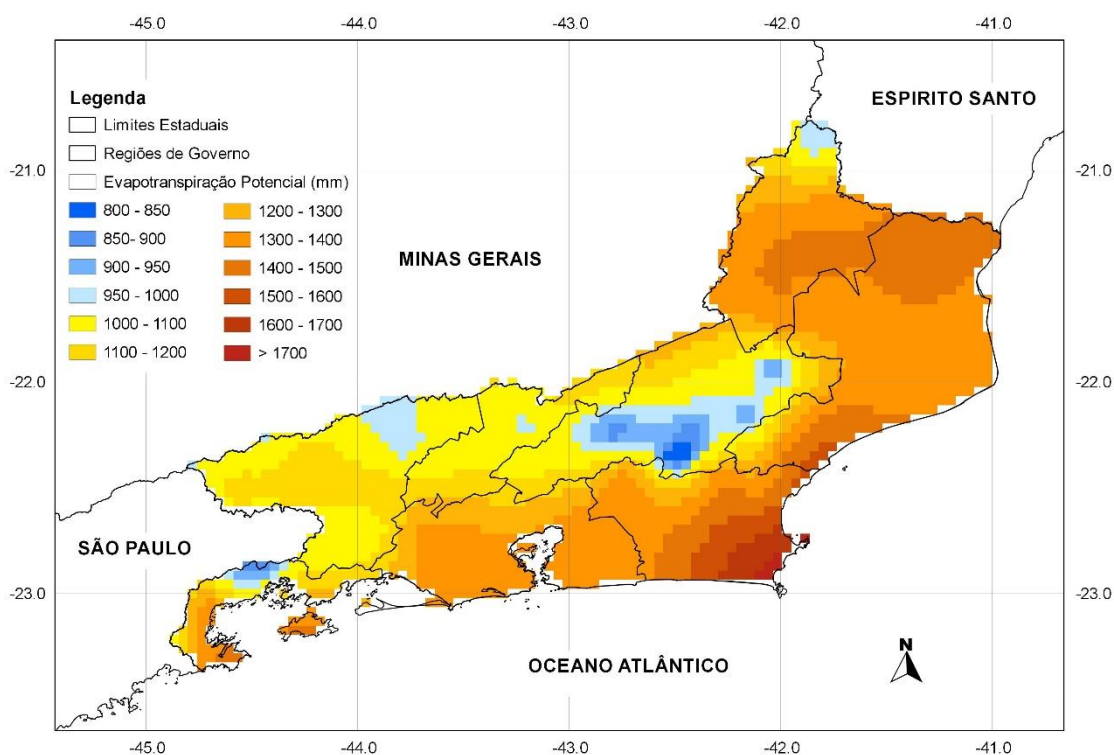 -45.0 -44.0 -43.0 -42.0 -41.0
Legenda
Limites Estaduais
Regiões de Governo
Evapotranspiração Potencial (mm)
800 - 850
850- 900
900 - 950
950 - 1000
1000 - 1100
1100 - 1200
1200 - 1300
1300 - 1400
1400 - 1500
1500 - 1600
1600 - 1700
> 1700
ESPIRITO SANTO
MINAS GERAIS
SÃO PAULO
OCEANO ATLÂNTICO
N
-21.0 -21.0
-22.0 -22.0
-23.0 -23.0
-45.0 -44.0 -43.0 -42.0 -41.0